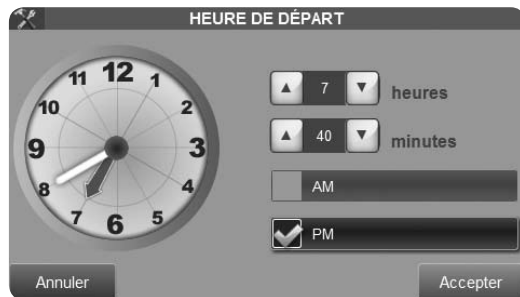 HEURE DE DÉPART
11 12 1
10 2
9 3
8 4
7 6 5
7 heures
40 minutes
AM
PM
Annuler Accepter